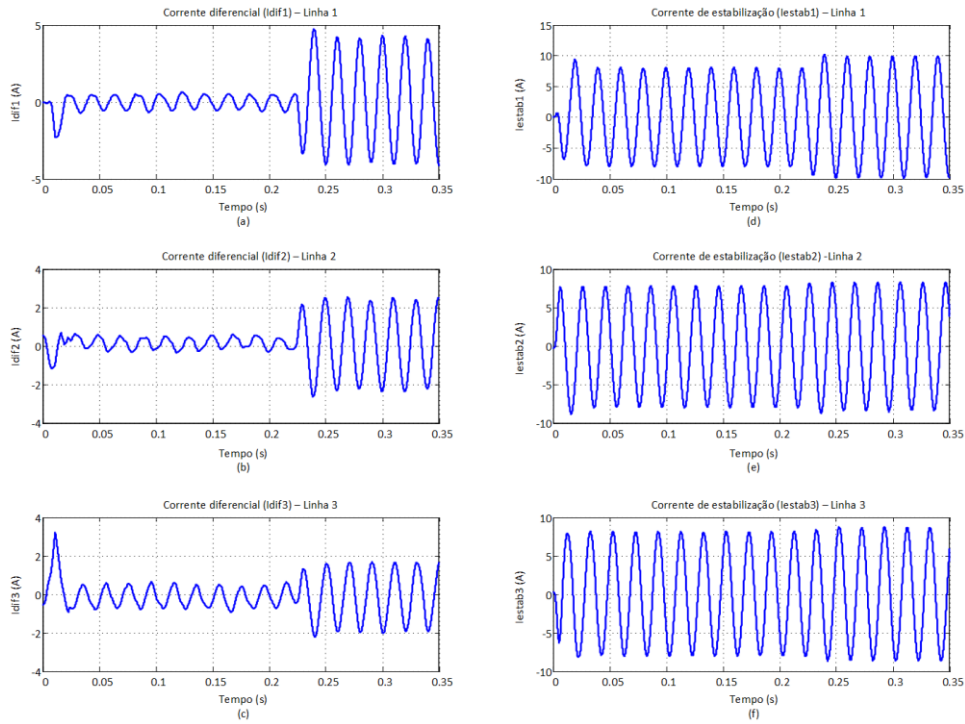 Corrente diferencial (Idif1) – Linha 1
5
0
-5
Idif1 (A)
0 0.05 0.1 0.15 0.2 0.25 0.3 0.35
Tempo (s)
(a)
Corrente de estabilização (Iestab1) – Linha 1
15
10
5
0
-5
-10
Iestab1 (A)
0 0.05 0.1 0.15 0.2 0.25 0.3 0.35
Tempo (s)
(d)
Corrente diferencial (Idif2) – Linha 2
4
2
0
-2
-4
Idif2 (A)
0 0.05 0.1 0.15 0.2 0.25 0.3 0.35
Tempo (s)
(b)
Corrente de estabilização (Iestab2) -Linha 2
10
5
0
-5
-10
Iestab2 (A)
0 0.05 0.1 0.15 0.2 0.25 0.3 0.35
Tempo (s)
(e)
Corrente diferencial (Idif3) – Linha 3
4
2
0
-2
-4
Idif3 (A)
0 0.05 0.1 0.15 0.2 0.25 0.3 0.35
Tempo (s)
(c)
Corrente de estabilização (Iestab3) – Linha 3
10
5
0
-5
-10
Iestab3 (A)
0 0.05 0.1 0.15 0.2 0.25 0.3 0.35
Tempo (s)
(f)